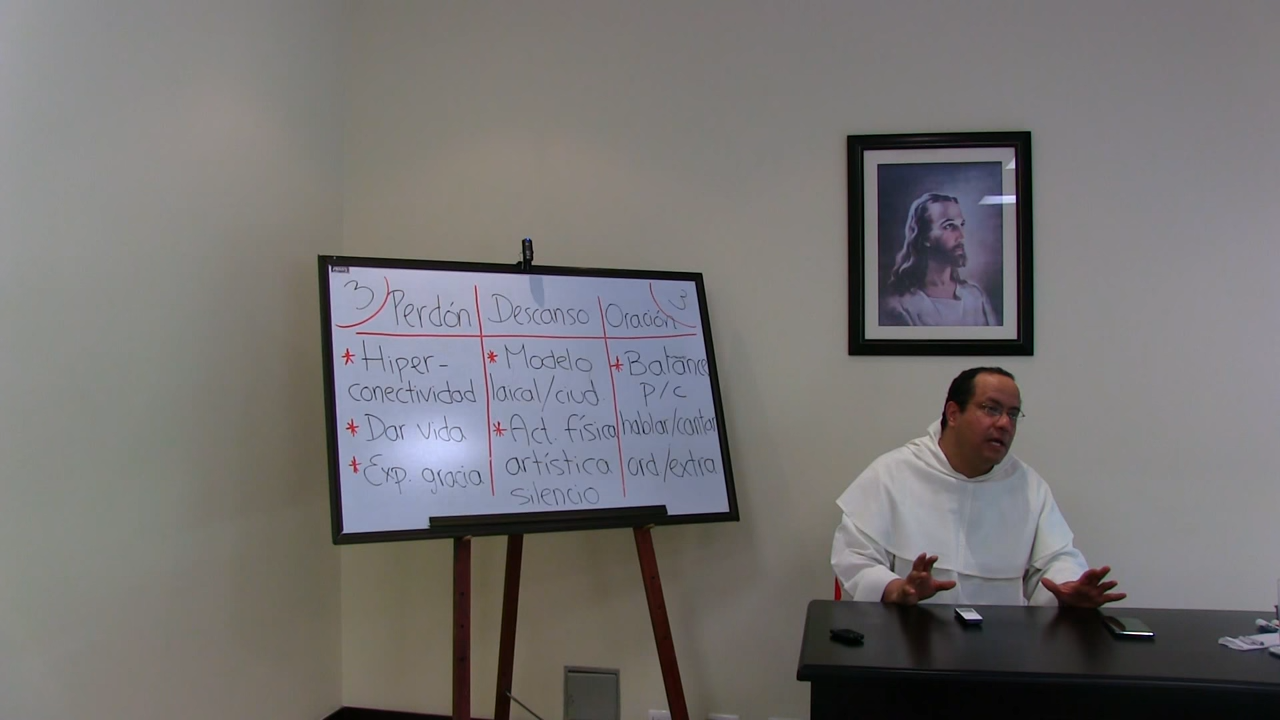 3 Perdón Descanso Oración 3
* Hiper-
conectividad
* Dar vida
* Exp. gracia
* Modelo
laical/ciud.
* Act. física
artística
silencio
* Balance
p/c
hablar/cantar
ord/extra